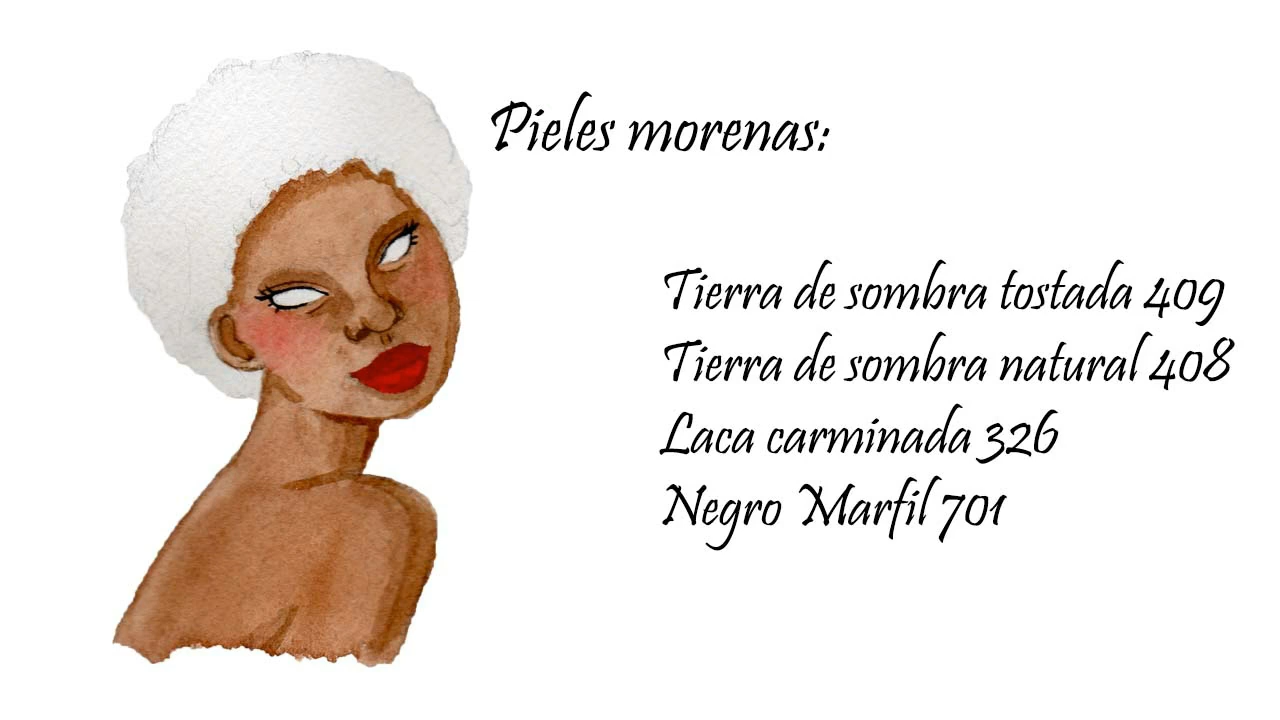 Pieles morenas:
Tierra de sombra tostada 409
Tierra de sombra natural 408
Laca carminada 326
Negro Marfil 701